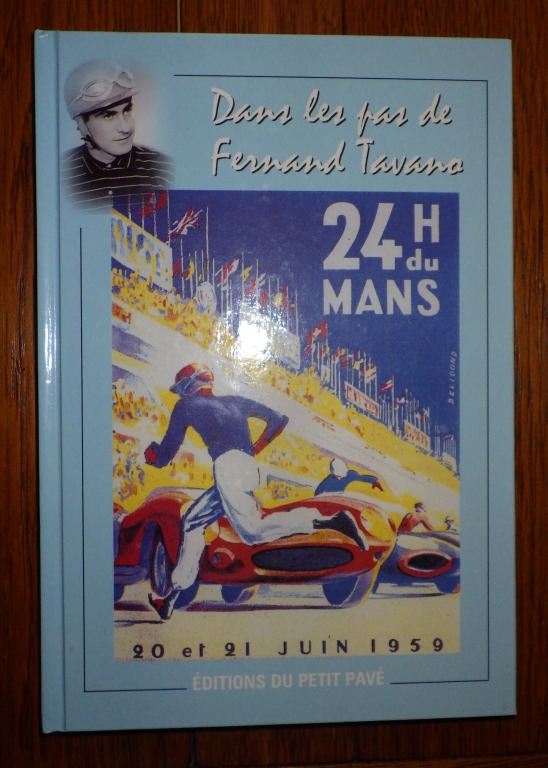 Dans les pas de
Fernand Tavano
24 H
du
MANS
BELIGOND
20 et 21 JUIN 1959
ÉDITIONS DU PETIT PAVÉ